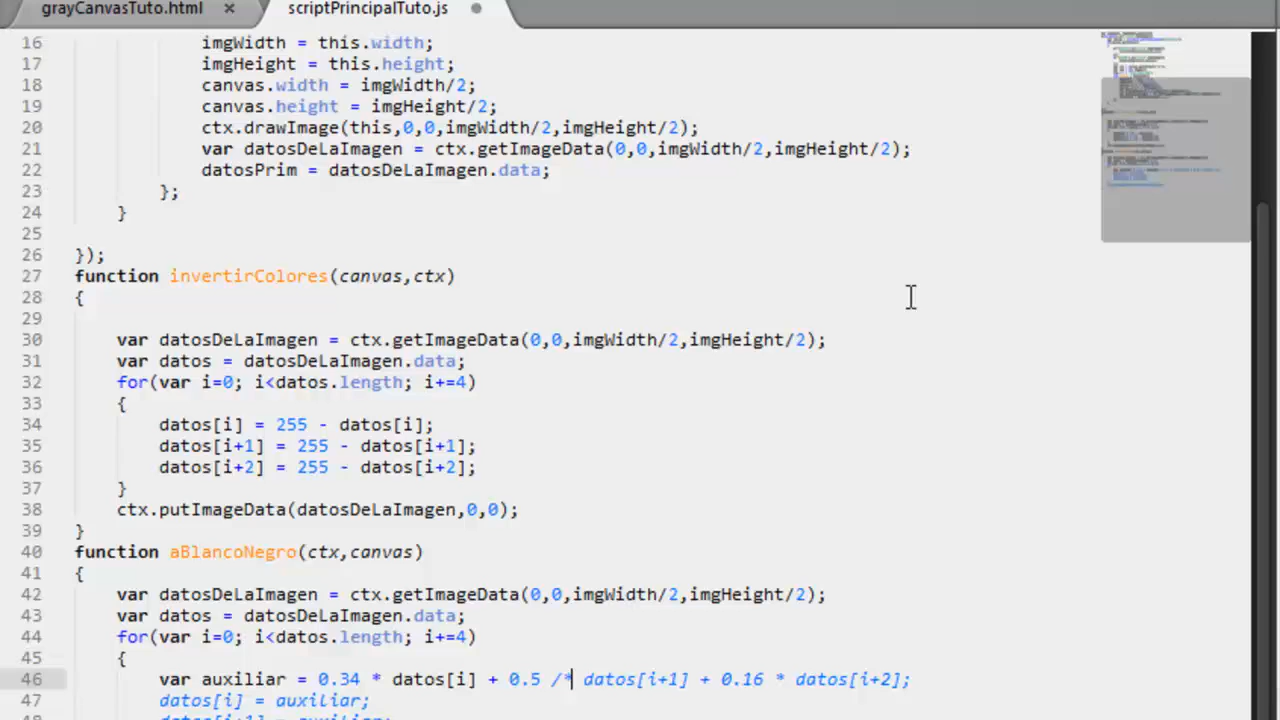 grayCanvasTuto.html × scriptPrincipalTuto.js
16 imgWidth = this.width;
17 imgHeight = this.height;
18 canvas.width = imgWidth/2;
19 canvas.height = imgHeight/2;
20 ctx.drawImage(this,0,0,imgWidth/2,imgHeight/2);
21 var datosDeLaImagen = ctx.getImageData(0,0,imgWidth/2,imgHeight/2);
22 datosPrim = datosDeLaImagen.data;
23 };
24 }
25
26 });
27 function invertirColores(canvas,ctx)
28 {
29
30 var datosDeLaImagen = ctx.getImageData(0,0,imgWidth/2,imgHeight/2);
31 var datos = datosDeLaImagen.data;
32 for(var i=0; i<datos.length; i+=4)
33 {
34 datos[i] = 255 - datos[i];
35 datos[i+1] = 255 - datos[i+1];
36 datos[i+2] = 255 - datos[i+2];
37 }
38 ctx.putImageData(datosDeLaImagen,0,0);
39 }
40 function aBlancoNegro(ctx,canvas)
41 {
42 var datosDeLaImagen = ctx.getImageData(0,0,imgWidth/2,imgHeight/2);
43 var datos = datosDeLaImagen.data;
44 for(var i=0; i<datos.length; i+=4)
45 {
46 var auxiliar = 0.34 * datos[i] + 0.5 /* datos[i+1] + 0.16 * datos[i+2];
47 datos[i] = auxiliar;